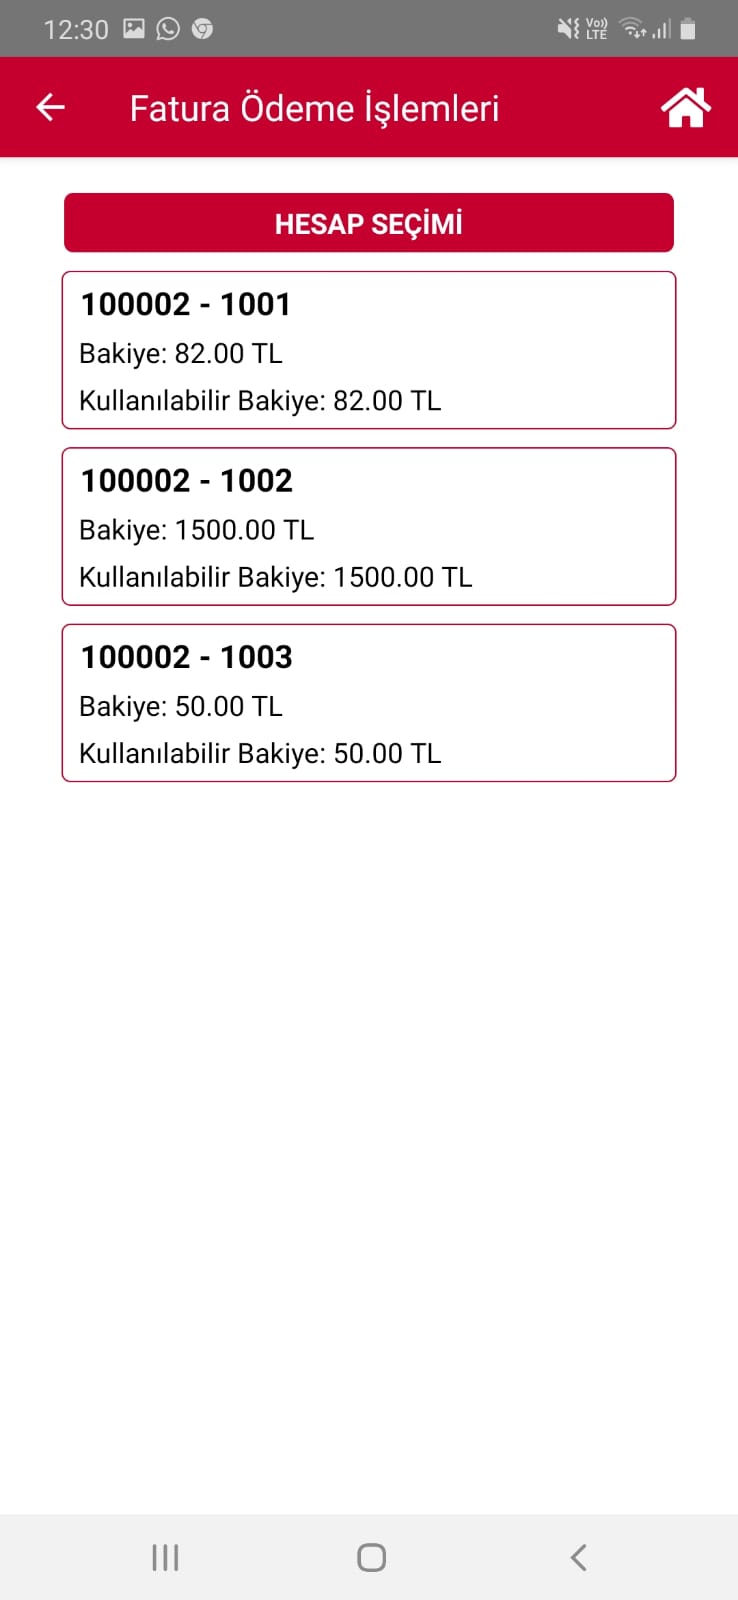 12:30
Vo)) LTE
Fatura Ödeme İşlemleri
HESAP SEÇİMİ
100002 - 1001
Bakiye: 82.00 TL
Kullanılabilir Bakiye: 82.00 TL
100002 - 1002
Bakiye: 1500.00 TL
Kullanılabilir Bakiye: 1500.00 TL
100002 - 1003
Bakiye: 50.00 TL
Kullanılabilir Bakiye: 50.00 TL